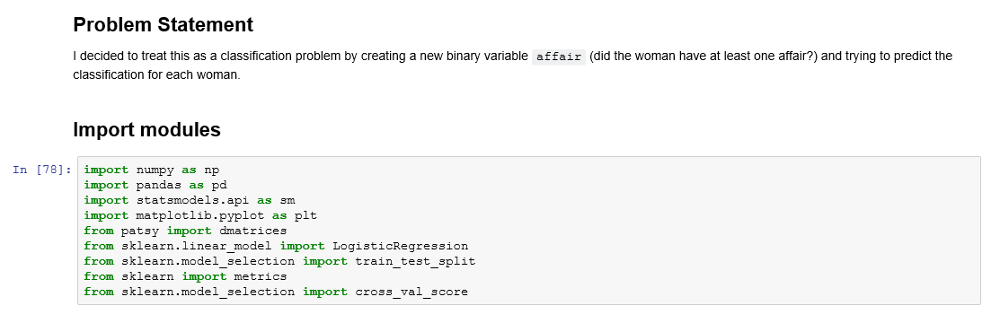 Problem Statement
I decided to treat this as a classification problem by creating a new binary variable affair (did the woman have at least one affair?) and trying to predict the
classification for each woman.
Import modules
In [78]:
import numpy as np
import pandas as pd
import statsmodels.api as sm
import matplotlib.pyplot as plt
from patsy import dmatrices
from sklearn.linear_model import LogisticRegression
from sklearn.model_selection import train_test_split
from sklearn import metrics
from sklearn.model_selection import cross_val_score